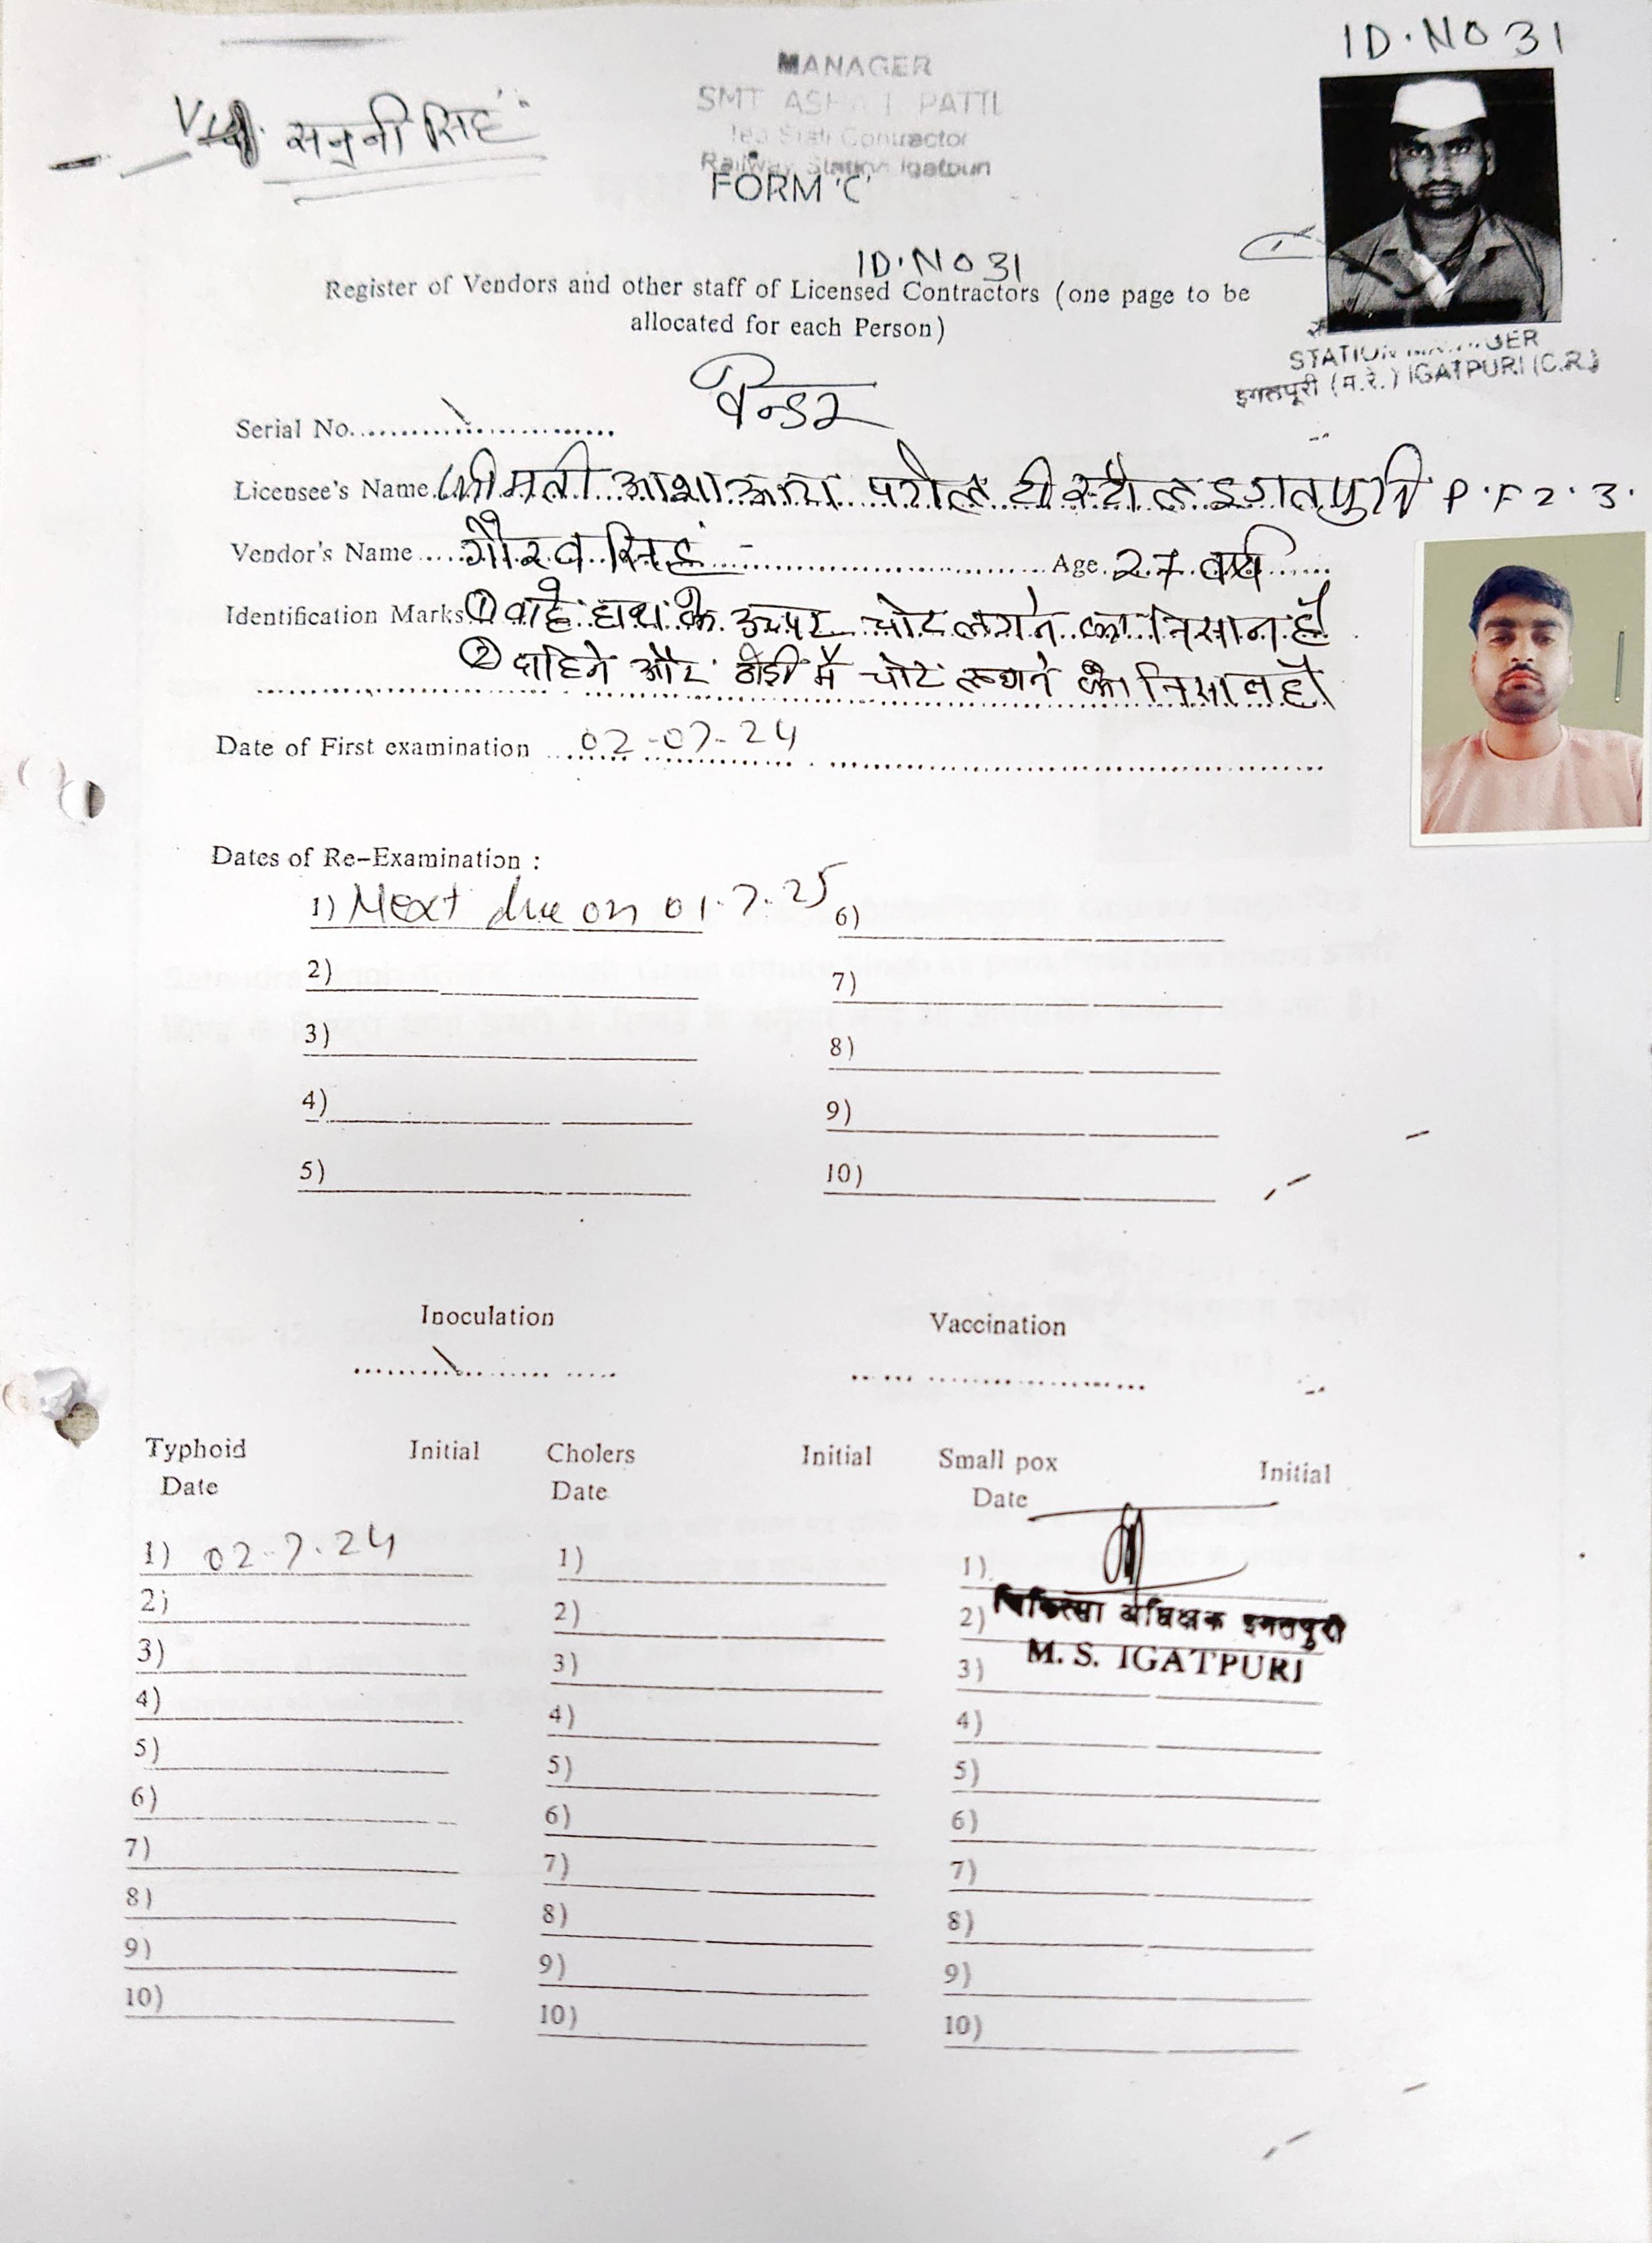 ID.NO 31
MANAGER
SMT ASHA I PATIL
Tea Stall Contractor
Railway Station Igatpuri
FORM 'C'
सन्नी सिंह
ID.NO 31
Register of Vendors and other staff of Licensed Contractors (one page to be
allocated for each Person)
STATION MANAGER
इगतपूरी (म.रे.) IGATPURI (C.R.)
वेन्डर
Serial No.
Licensee's Name श्रीमती आशा टी स्टौल इगतपुरी P.F 2.3.
Vendor's Name गौरव सिंह - Age 27 वर्ष
Identification Marks ① हाथ के ऊपर चोट लगने का निसान है
② दाहिने और ठोडी में चोट लगने का निसान है
Date of First examination 02-07-24
Dates of Re-Examination :
1) Next due on 01.7.25 6)
2) 7)
3) 8)
4) 9)
5) 10)
Inoculation Vaccination
Typhoid Initial Cholers Initial Small pox Initial
Date Date Date
1) 02.7.24 1) 1)
2) 2) 2) चिकित्सा अधिक्षक इगतपुरी
3) 3) 3) M. S. IGATPURI
4) 4) 4)
5) 5) 5)
6) 6) 6)
7) 7) 7)
8) 8) 8)
9) 9) 9)
10) 10) 10)